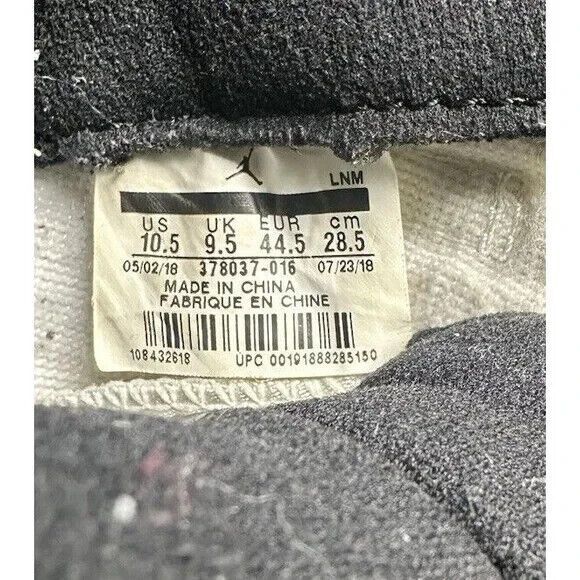 LNM
US UK EUR cm
10.5 9.5 44.5 28.5
05/02/18 378037-016 07/23/18
MADE IN CHINA
FABRIQUE EN CHINE
108432618 UPC 00191888285150